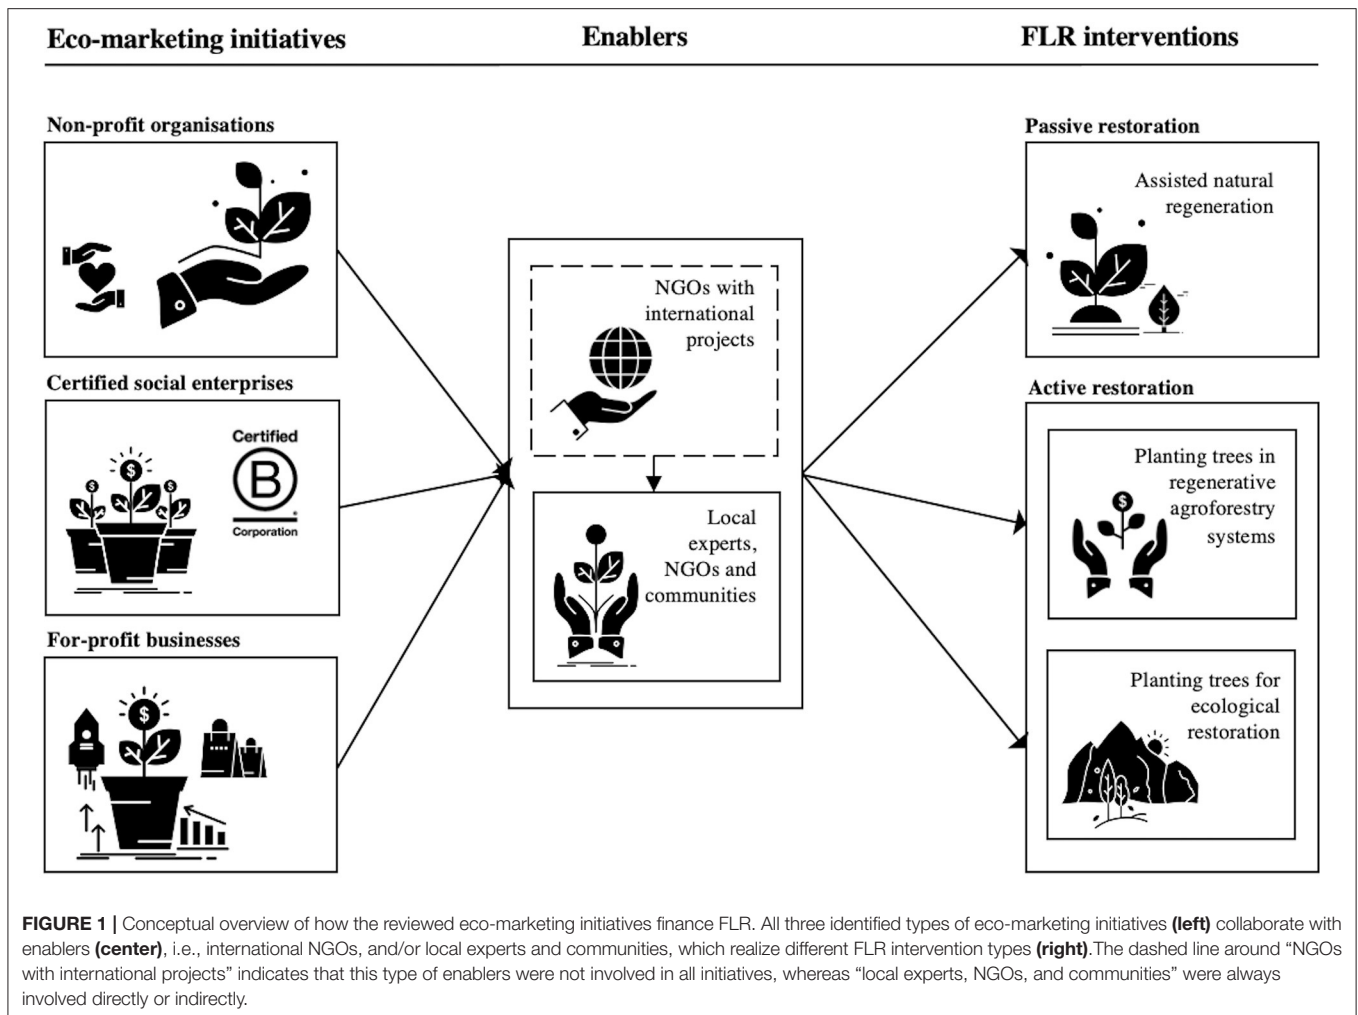 Eco-marketing initiatives
Enablers
FLR interventions
Non-profit organisations
Certified social enterprises
Certified
B
Corporation
For-profit businesses
NGOs with
international
projects
Local
experts,
NGOs and
communities
Passive restoration
Assisted natural
regeneration
Active restoration
Planting trees in
regenerative
agroforestry
systems
Planting trees for
ecological
restoration
FIGURE 1 | Conceptual overview of how the reviewed eco-marketing initiatives finance FLR. All three identified types of eco-marketing initiatives (left) collaborate with
enablers (center), i.e., international NGOs, and/or local experts and communities, which realize different FLR intervention types (right).The dashed line around “NGOs
with international projects” indicates that this type of enablers were not involved in all initiatives, whereas “local experts, NGOs, and communities” were always
involved directly or indirectly.